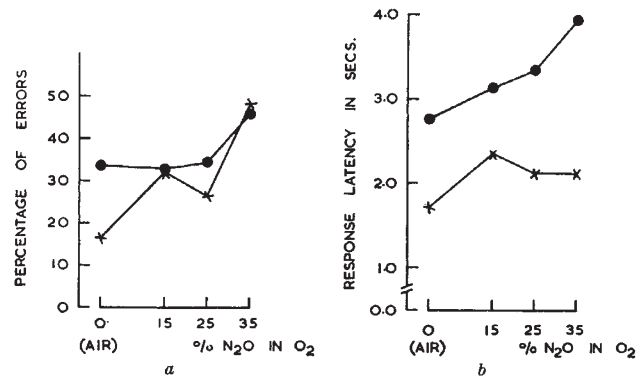 PERCENTAGE OF ERRORS
50
40
30
20
10
0
0. 15 25 35
(AIR) % N2O IN O2
a
RESPONSE LATENCY IN SECS.
4.0
3.0
2.0
1.0
0.0
0 15 25 35
(AIR) % N2O IN O2
b